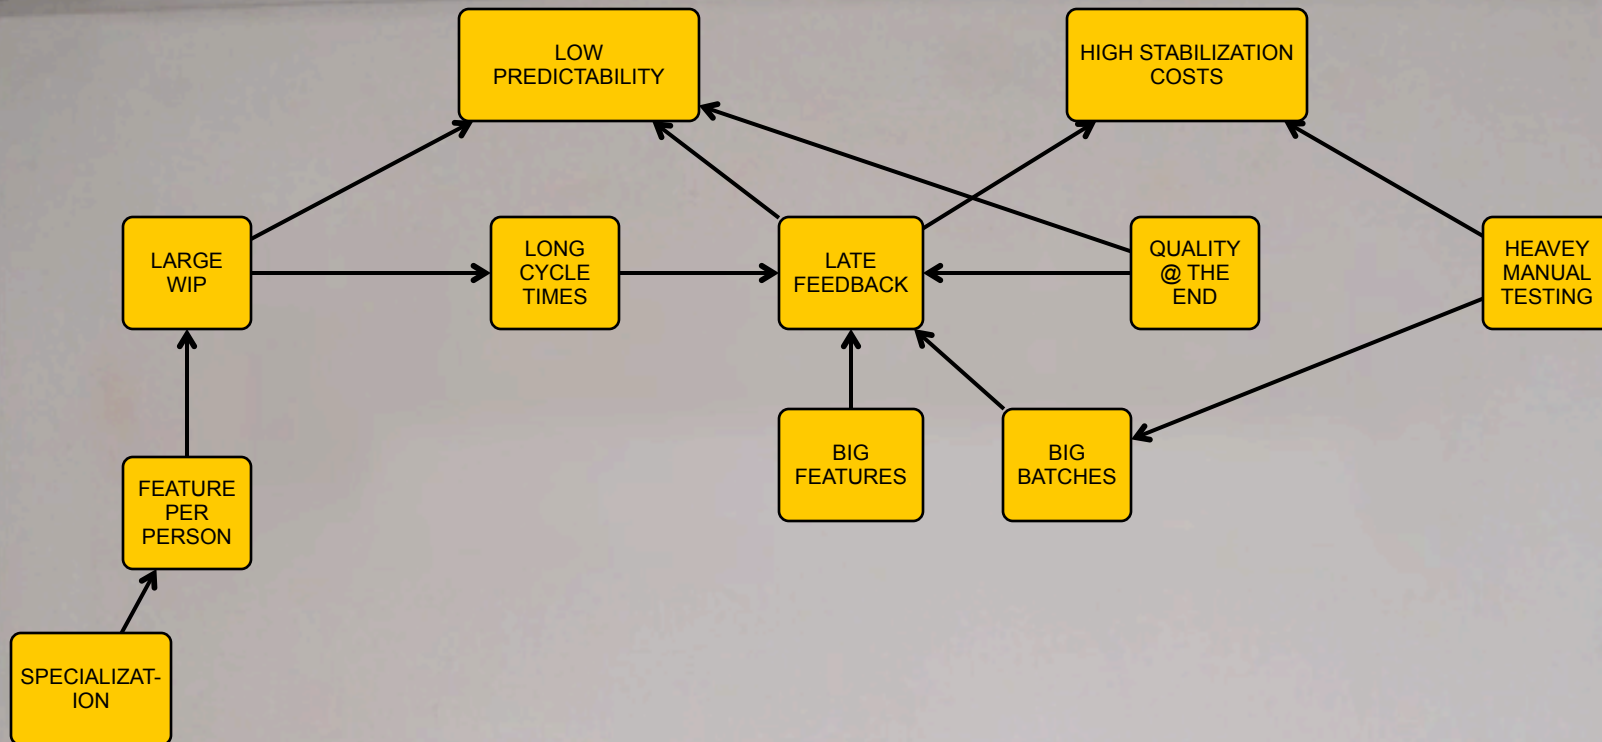 LOW
PREDICTABILITY
HIGH STABILIZATION
COSTS
LARGE
WIP
LONG
CYCLE
TIMES
LATE
FEEDBACK
QUALITY
@ THE
END
HEAVEY
MANUAL
TESTING
FEATURE
PER
PERSON
BIG
FEATURES
BIG
BATCHES
SPECIALIZAT-
ION